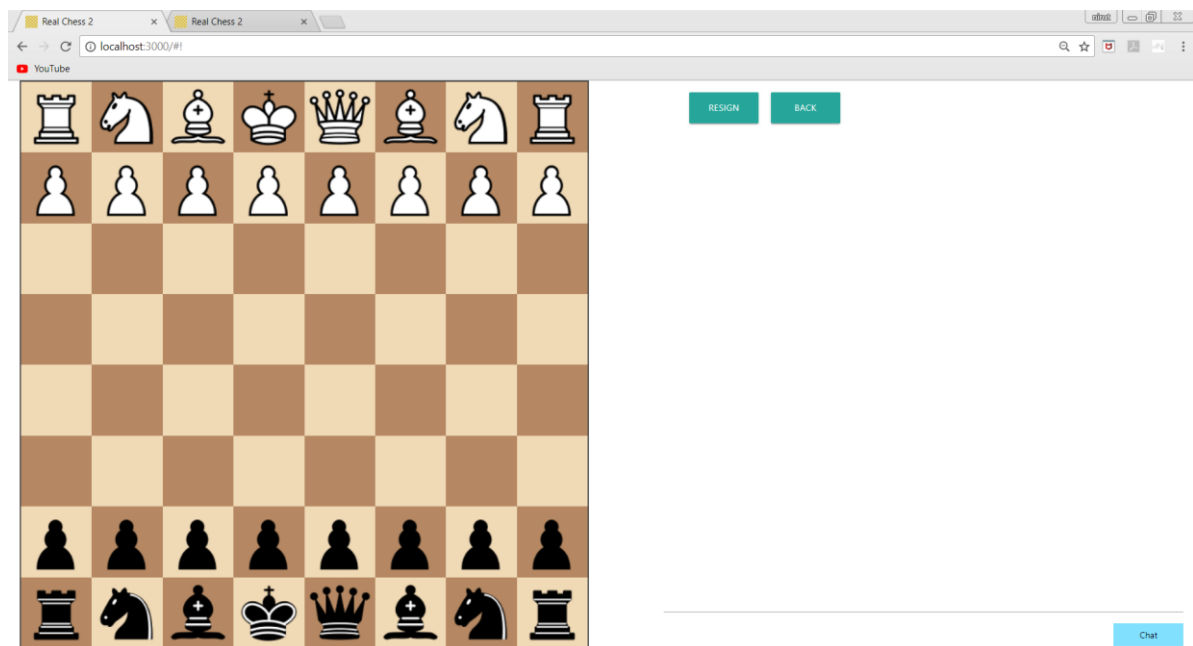 Real Chess 2
Real Chess 2
localhost:3000/#!
YouTube
RESIGN
BACK
Chat